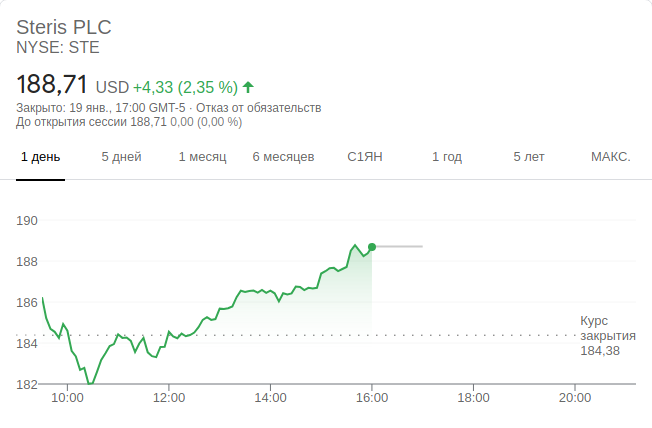 Steris PLC
NYSE: STE
188,71 USD +4,33 (2,35 %)
Закрыто: 19 янв., 17:00 GMT-5 · Отказ от обязательств
До открытия сессии 188,71 0,00 (0,00 %)
1 день 5 дней 1 месяц 6 месяцев С1ЯН 1 год 5 лет МАКС.
190
188
186
184
182
Курс
закрытия
184,38
10:00 12:00 14:00 16:00 18:00 20:00